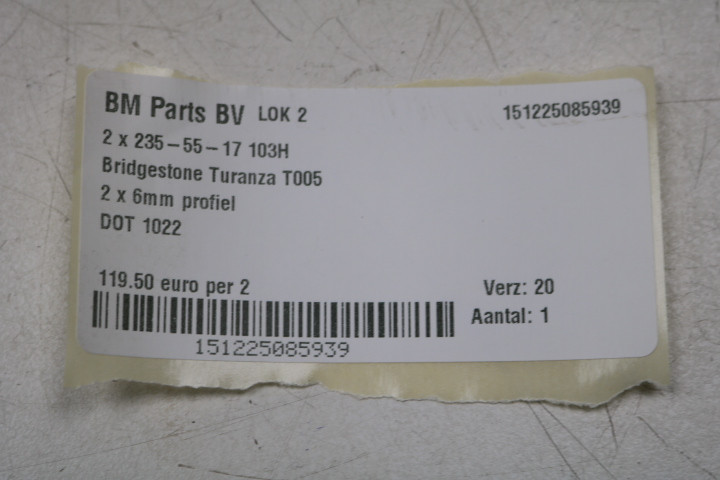 BM Parts BV LOK 2 151225085939
2 x 235-55-17 103H
Bridgestone Turanza T005
2 x 6mm profiel
DOT 1022
119.50 euro per 2 Verz: 20
Aantal: 1
151225085939